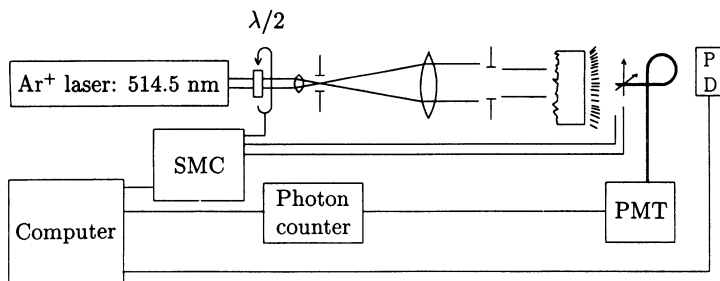 λ/2
Ar⁺ laser: 514.5 nm
P
D
SMC
Photon
counter
PMT
Computer